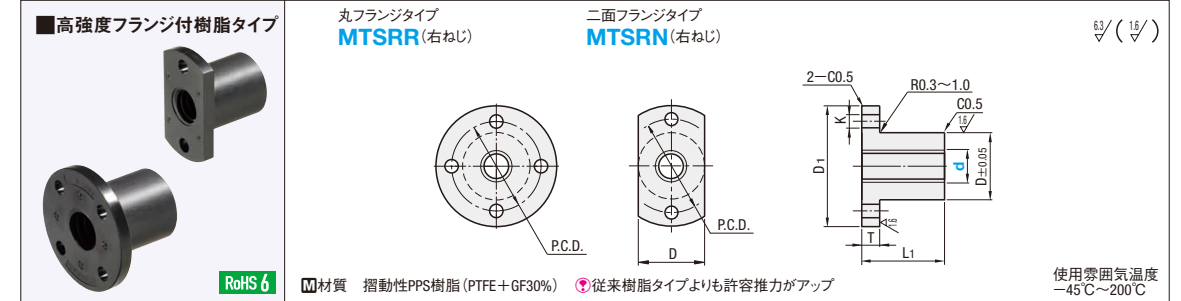 ■高強度フランジ付樹脂タイプ
RoHS 6
丸フランジタイプ
MTSRR(右ねじ)
二面フランジタイプ
MTSRN(右ねじ)
6.3 ( 1.6 )
P.C.D.
P.C.D.
D
2−C0.5
R0.3〜1.0
C0.5
1.6
K
D1
d
D±0.05
1.6
T
L1
M材質 摺動性PPS樹脂(PTFE+GF30%) 従来樹脂タイプよりも許容推力がアップ
使用雰囲気温度
−45℃〜200℃